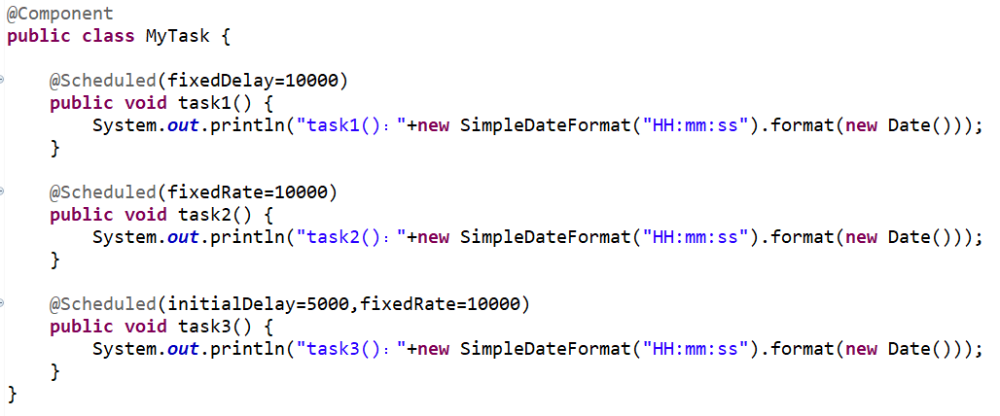 @Component
public class MyTask {
@Scheduled(fixedDelay=10000)
public void task1() {
System.out.println("task1()："+new SimpleDateFormat("HH:mm:ss").format(new Date()));
}
@Scheduled(fixedRate=10000)
public void task2() {
System.out.println("task2()："+new SimpleDateFormat("HH:mm:ss").format(new Date()));
}
@Scheduled(initialDelay=5000,fixedRate=10000)
public void task3() {
System.out.println("task3()："+new SimpleDateFormat("HH:mm:ss").format(new Date()));
}
}